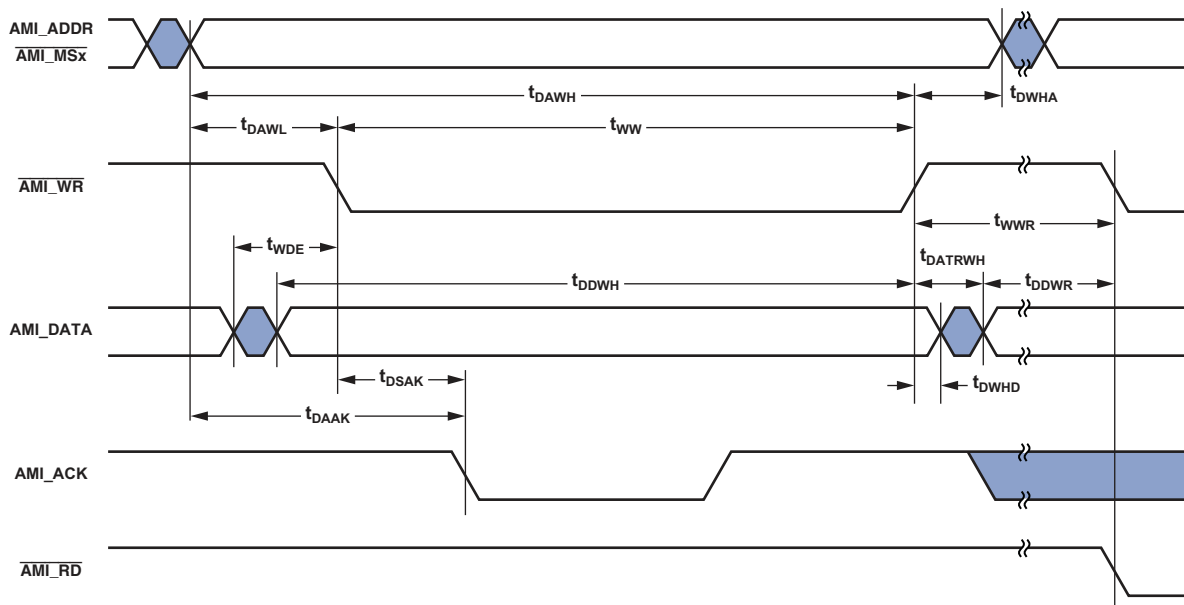 AMI_ADDR
AMI_MSx
tDAWH
tDWHA
tDAWL
tWW
AMI_WR
tWWR
tWDE
tDATRWH
tDDWH
tDDWR
AMI_DATA
tDSAK
tDWHD
tDAAK
AMI_ACK
AMI_RD